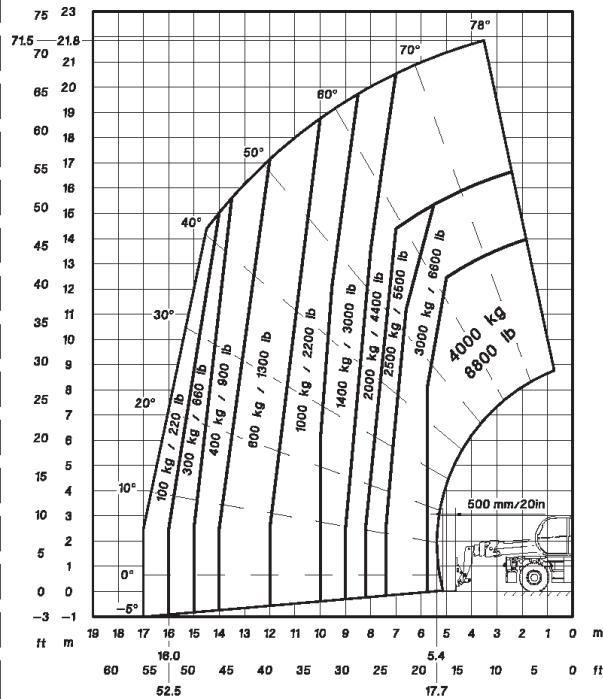 75 23
71.5 21.8
22
70 21
65 20
19
60 18
17
55 16
50 15
14
45 13
40 12
11
35 10
30 9
8
25 7
20 6
5
15 4
10 3
2
5 1
0 0
-3 -1
ft m
78°
70°
60°
50°
40°
30°
20°
10°
0°
-5°
100 kg / 220 lb
300 kg / 660 lb
400 kg / 900 lb
600 kg / 1300 lb
1000 kg / 2200 lb
1400 kg / 3000 lb
2000 kg / 4400 lb
2500 kg / 5500 lb
3000 kg / 6600 lb
4000 kg
8800 lb
500 mm/20in
19 18 17 16 15 14 13 12 11 10 9 8 7 6 5 4 3 2 1 0 m
16.0 5.4
60 55 50 45 40 35 30 25 20 15 10 5 0 ft
52.5 17.7